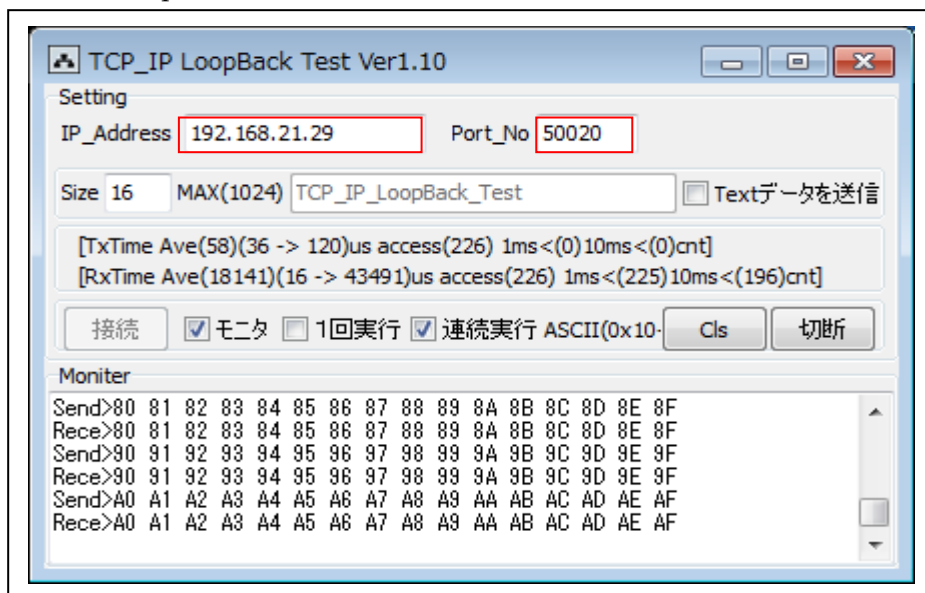 TCP_IP LoopBack Test Ver1.10
Setting
IP_Address 192.168.21.29 Port_No 50020
Size 16 MAX(1024) TCP_IP_LoopBack_Test Textデータを送信
[TxTime Ave(58)(36 -> 120)us access(226) 1ms<(0)10ms<(0)cnt]
[RxTime Ave(18141)(16 -> 43491)us access(226) 1ms<(225)10ms<(196)cnt]
接続 モニタ 1回実行 連続実行 ASCII(0x10- Cls 切断
Moniter
Send>80 81 82 83 84 85 86 87 88 89 8A 8B 8C 8D 8E 8F
Rece>80 81 82 83 84 85 86 87 88 89 8A 8B 8C 8D 8E 8F
Send>90 91 92 93 94 95 96 97 98 99 9A 9B 9C 9D 9E 9F
Rece>90 91 92 93 94 95 96 97 98 99 9A 9B 9C 9D 9E 9F
Send>A0 A1 A2 A3 A4 A5 A6 A7 A8 A9 AA AB AC AD AE AF
Rece>A0 A1 A2 A3 A4 A5 A6 A7 A8 A9 AA AB AC AD AE AF